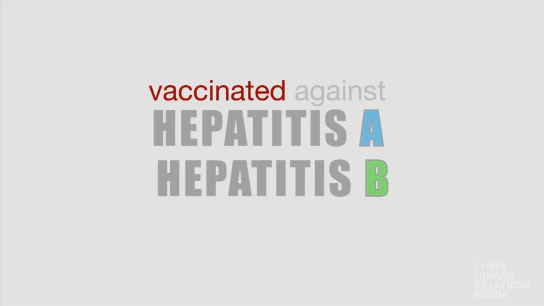 vaccinated against
HEPATITIS A
HEPATITIS B
HUMAN
RELATIONS
MEDIA